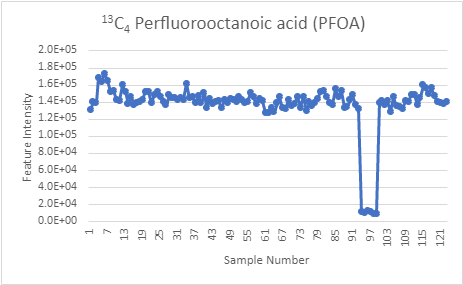 ¹³C₄ Perfluorooctanoic acid (PFOA)
2.0E+05
1.8E+05
1.6E+05
1.4E+05
1.2E+05
1.0E+05
8.0E+04
6.0E+04
4.0E+04
2.0E+04
0.0E+00
Feature Intensity
1 7 13 19 25 31 37 43 49 55 61 67 73 79 85 91 97 103 109 115 121
Sample Number